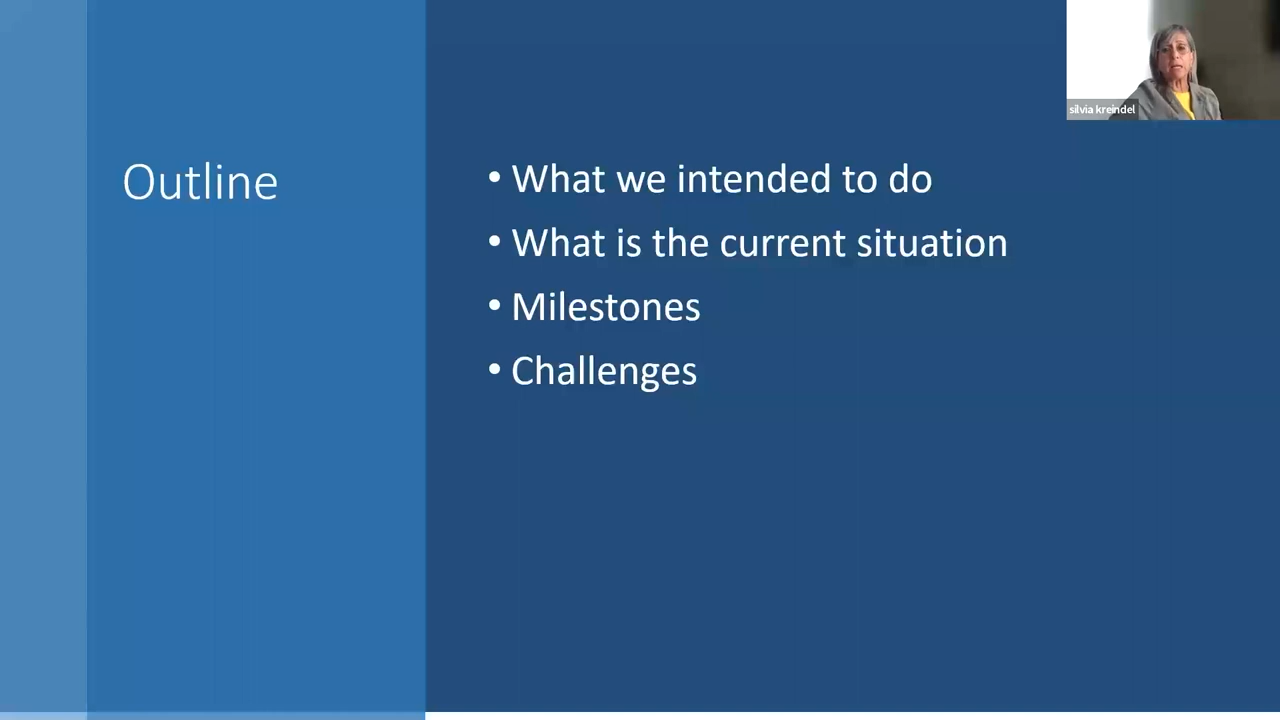 Outline
• What we intended to do
• What is the current situation
• Milestones
• Challenges
silvia kreindel